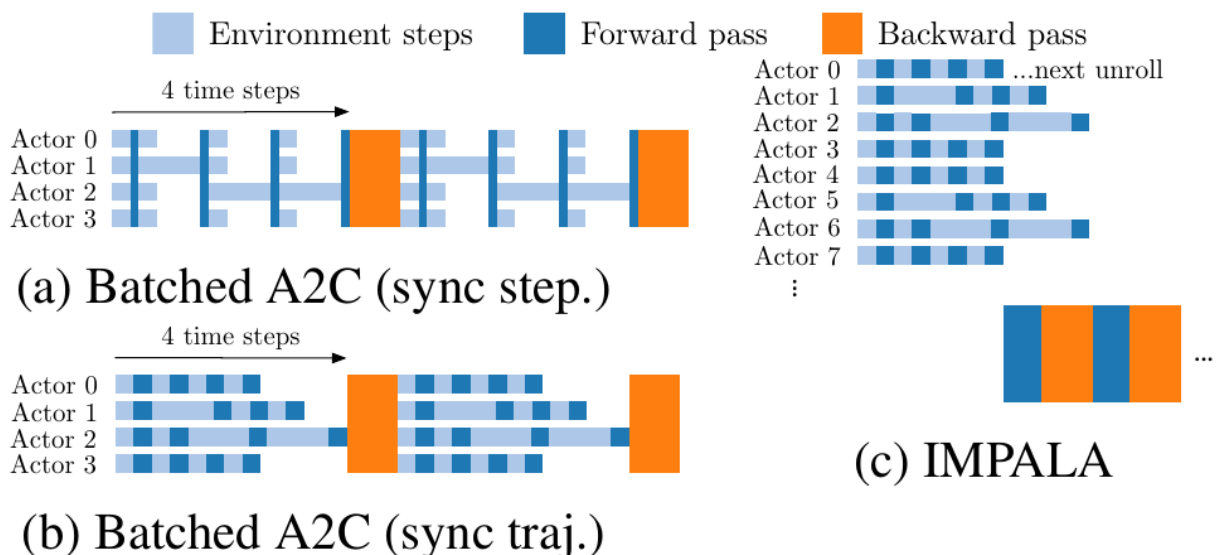 Environment steps Forward pass Backward pass
4 time steps
Actor 0
Actor 1
Actor 2
Actor 3
(a) Batched A2C (sync step.)
4 time steps
Actor 0
Actor 1
Actor 2
Actor 3
(b) Batched A2C (sync traj.)
Actor 0 ...next unroll
Actor 1
Actor 2
Actor 3
Actor 4
Actor 5
Actor 6
Actor 7
⋮
...
(c) IMPALA